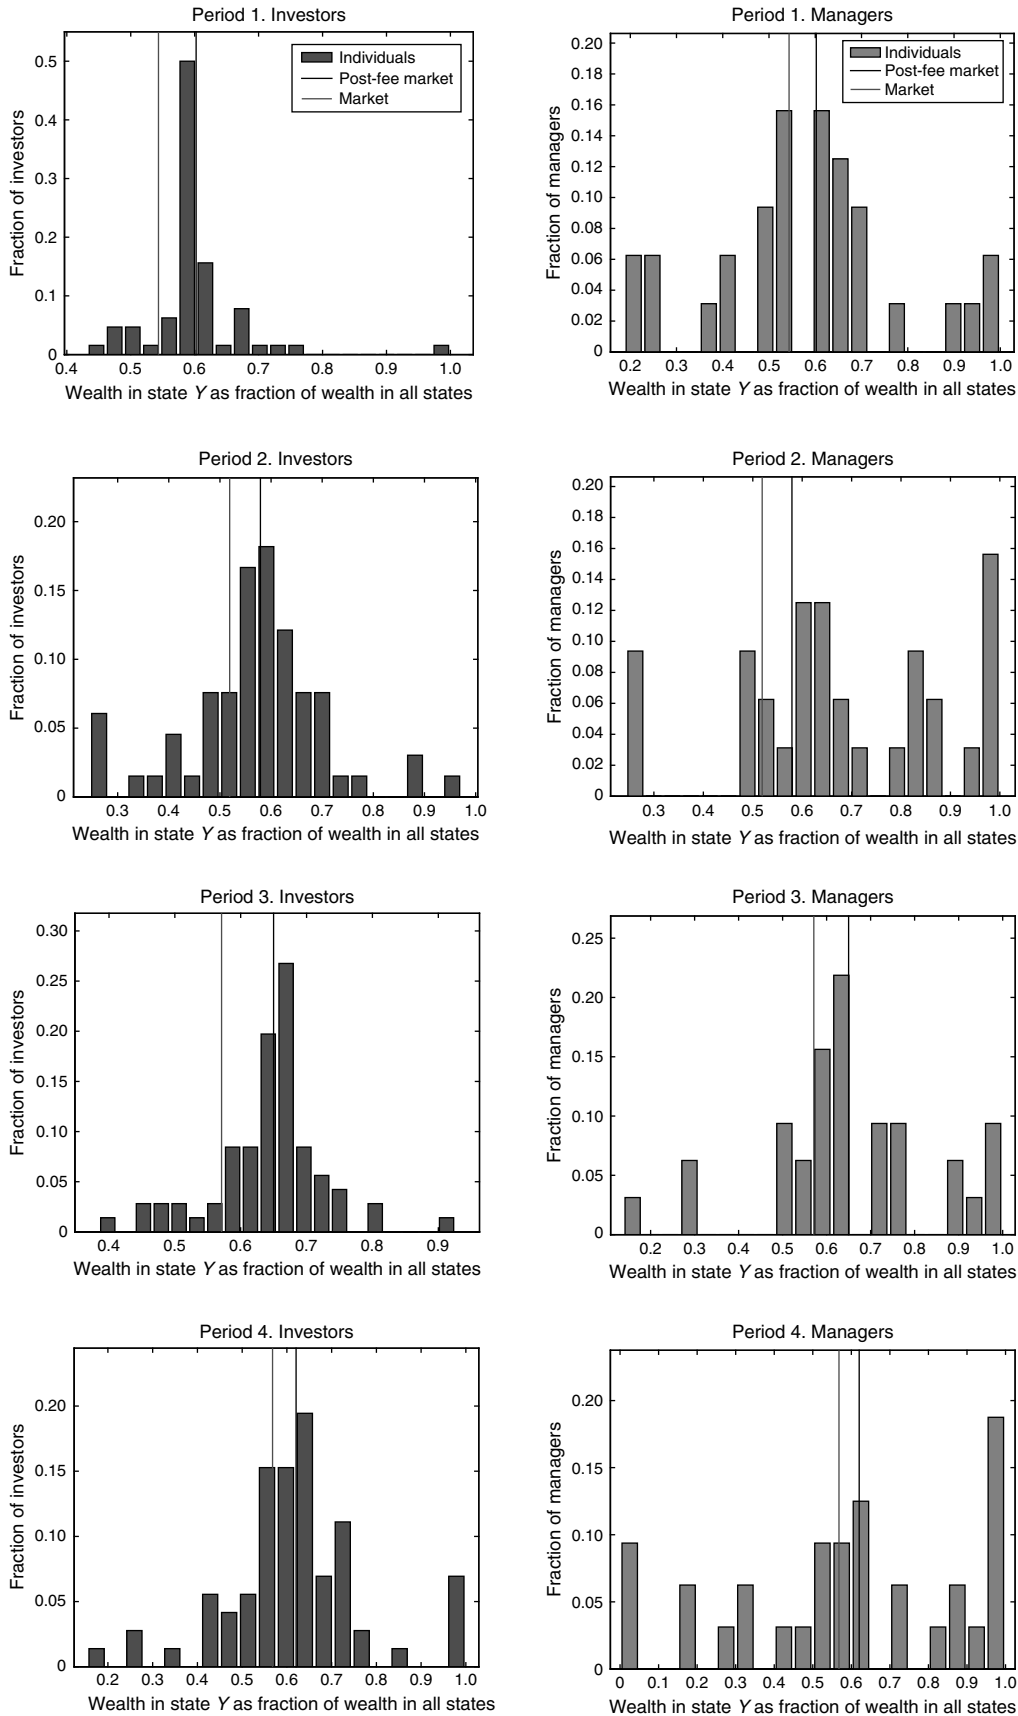 Period 1. Investors
0.5
0.4
0.3
0.2
0.1
0
Fraction of investors
Individuals
Post-fee market
Market
0.4 0.5 0.6 0.7 0.8 0.9 1.0
Wealth in state Y as fraction of wealth in all states
Period 1. Managers
0.20
0.18
0.16
0.14
0.12
0.10
0.08
0.06
0.04
0.02
0
Fraction of managers
Individuals
Post-fee market
Market
0.2 0.3 0.4 0.5 0.6 0.7 0.8 0.9 1.0
Wealth in state Y as fraction of wealth in all states
Period 2. Investors
0.20
0.15
0.10
0.05
0
Fraction of investors
0.3 0.4 0.5 0.6 0.7 0.8 0.9 1.0
Wealth in state Y as fraction of wealth in all states
Period 2. Managers
0.20
0.18
0.16
0.14
0.12
0.10
0.08
0.06
0.04
0.02
0
Fraction of managers
0.3 0.4 0.5 0.6 0.7 0.8 0.9 1.0
Wealth in state Y as fraction of wealth in all states
Period 3. Investors
0.30
0.25
0.20
0.15
0.10
0.05
0
Fraction of investors
0.4 0.5 0.6 0.7 0.8 0.9
Wealth in state Y as fraction of wealth in all states
Period 3. Managers
0.25
0.20
0.15
0.10
0.05
0
Fraction of managers
0.2 0.3 0.4 0.5 0.6 0.7 0.8 0.9 1.0
Wealth in state Y as fraction of wealth in all states
Period 4. Investors
0.20
0.15
0.10
0.05
0
Fraction of investors
0.2 0.3 0.4 0.5 0.6 0.7 0.8 0.9 1.0
Wealth in state Y as fraction of wealth in all states
Period 4. Managers
0.20
0.15
0.10
0.05
0
Fraction of managers
0 0.1 0.2 0.3 0.4 0.5 0.6 0.7 0.8 0.9 1.0
Wealth in state Y as fraction of wealth in all states